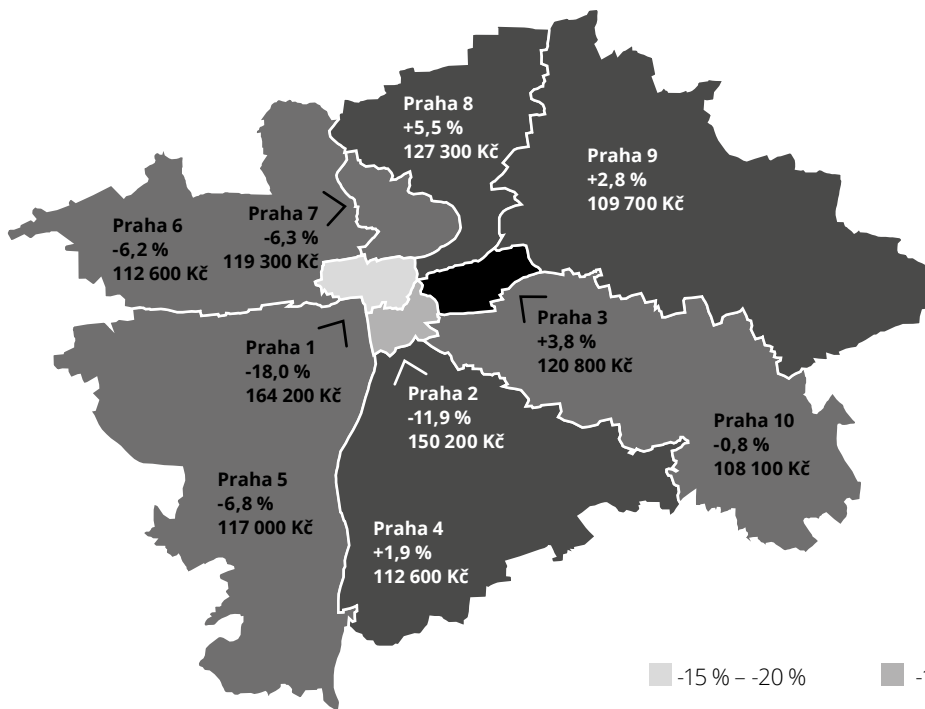 Praha 8
+5,5 %
127 300 Kč
Praha 9
+2,8 %
109 700 Kč
Praha 7
-6,3 %
119 300 Kč
Praha 6
-6,2 %
112 600 Kč
Praha 3
+3,8 %
120 800 Kč
Praha 1
-18,0 %
164 200 Kč
Praha 2
-11,9 %
150 200 Kč
Praha 10
-0,8 %
108 100 Kč
Praha 5
-6,8 %
117 000 Kč
Praha 4
+1,9 %
112 600 Kč
-15 % – -20 %